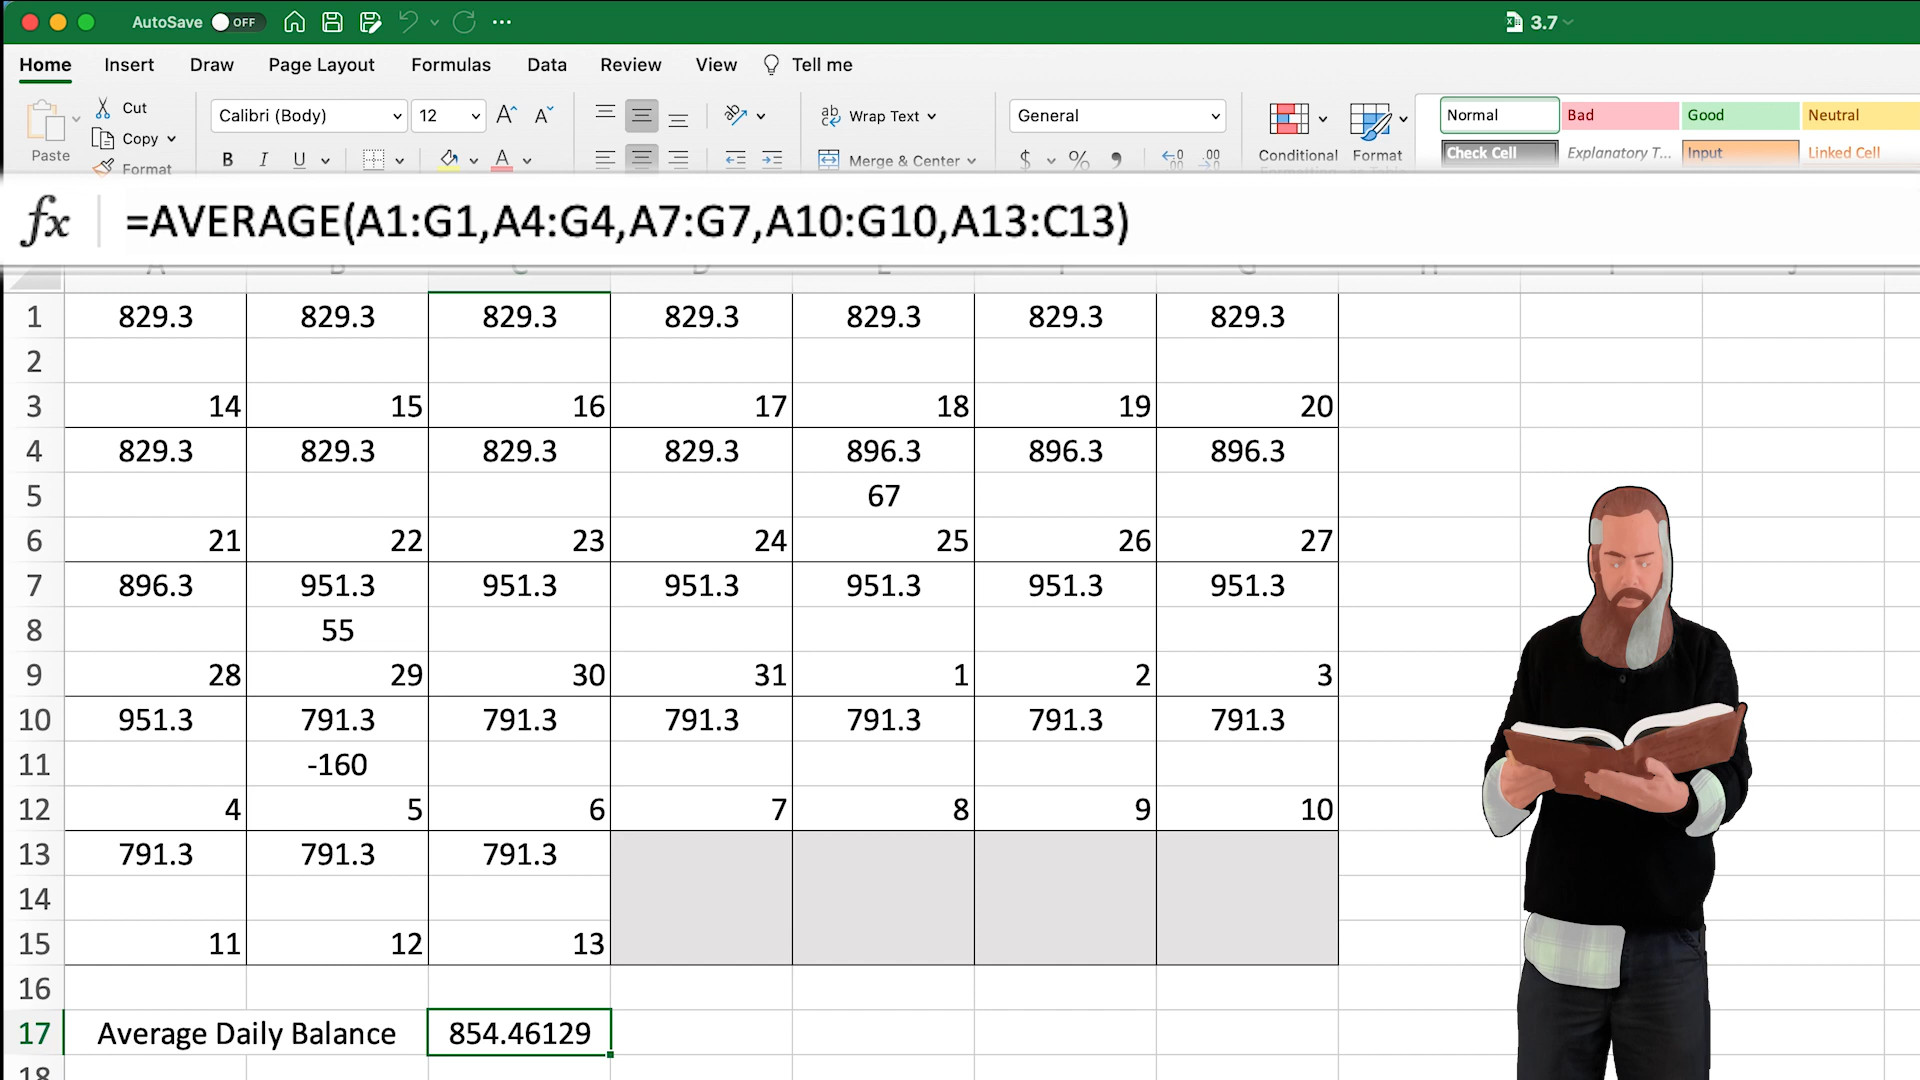 AutoSave OFF 3.7
Home Insert Draw Page Layout Formulas Data Review View Tell me
Cut
Calibri (Body) 12 ab Wrap Text General Normal Bad Good Neutral
Copy
Paste B I U A Merge & Center $ % Conditional Format Check Cell Explanatory T... Input Linked Cell
Format
fx =AVERAGE(A1:G1,A4:G4,A7:G7,A10:G10,A13:C13)
1 829.3 829.3 829.3 829.3 829.3 829.3 829.3
2
3 14 15 16 17 18 19 20
4 829.3 829.3 829.3 829.3 896.3 896.3 896.3
5 67
6 21 22 23 24 25 26 27
7 896.3 951.3 951.3 951.3 951.3 951.3 951.3
8 55
9 28 29 30 31 1 2 3
10 951.3 791.3 791.3 791.3 791.3 791.3 791.3
11 -160
12 4 5 6 7 8 9 10
13 791.3 791.3 791.3
14
15 11 12 13
16
17 Average Daily Balance 854.46129
18